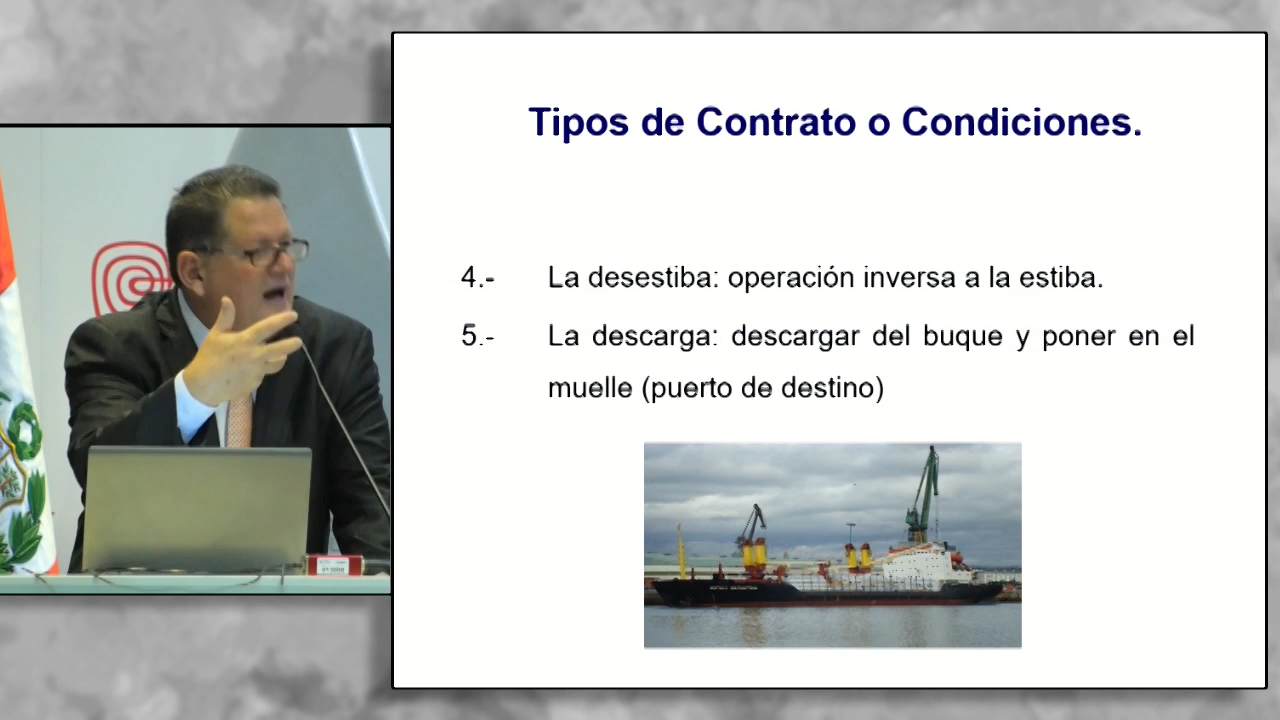 Tipos de Contrato o Condiciones.
4.- La desestiba: operación inversa a la estiba.
5.- La descarga: descargar del buque y poner en el
muelle (puerto de destino)